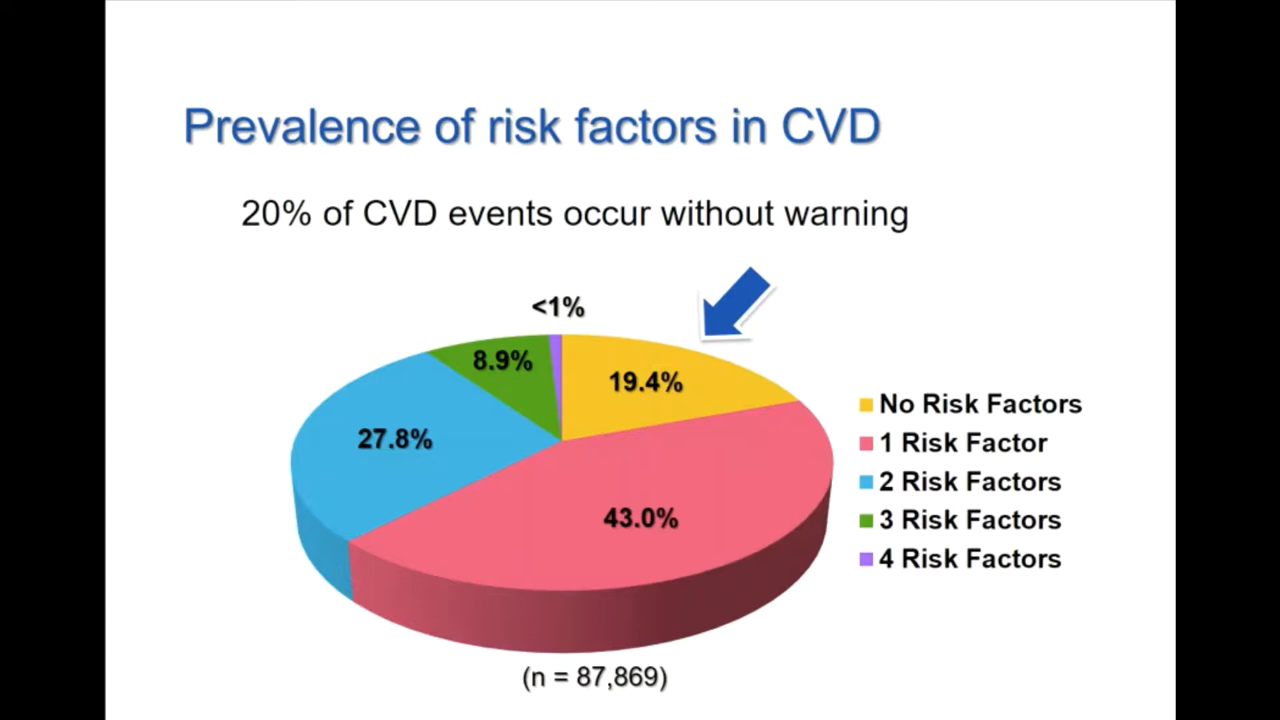 Prevalence of risk factors in CVD
20% of CVD events occur without warning
<1%
8.9%
19.4%
27.8%
43.0%
No Risk Factors
1 Risk Factor
2 Risk Factors
3 Risk Factors
4 Risk Factors
(n = 87,869)